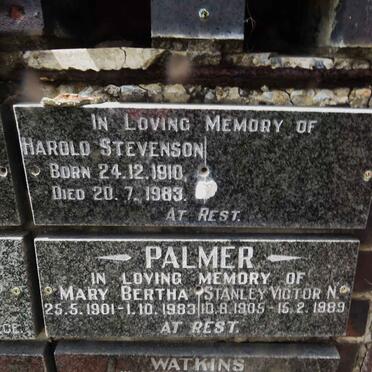 IN LOVING MEMORY OF
HAROLD STEVENSON
BORN 24.12.1910.
DIED 20.7.1983.
AT REST.
PALMER
IN LOVING MEMORY OF
MARY BERTHA STANLEY VICTOR N.
25.5.1901-1.10.1983 10.8.1905-15.2.1989
AT REST.
WATKINS